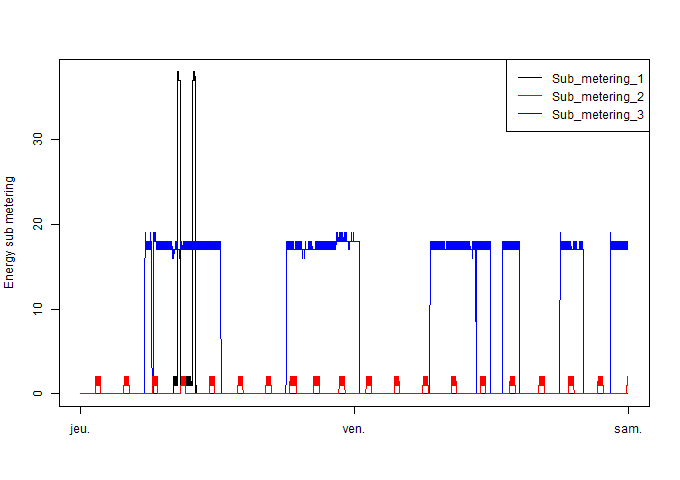 Sub_metering_1
Sub_metering_2
Sub_metering_3
Energy sub metering
30
20
10
0
jeu.
ven.
sam.